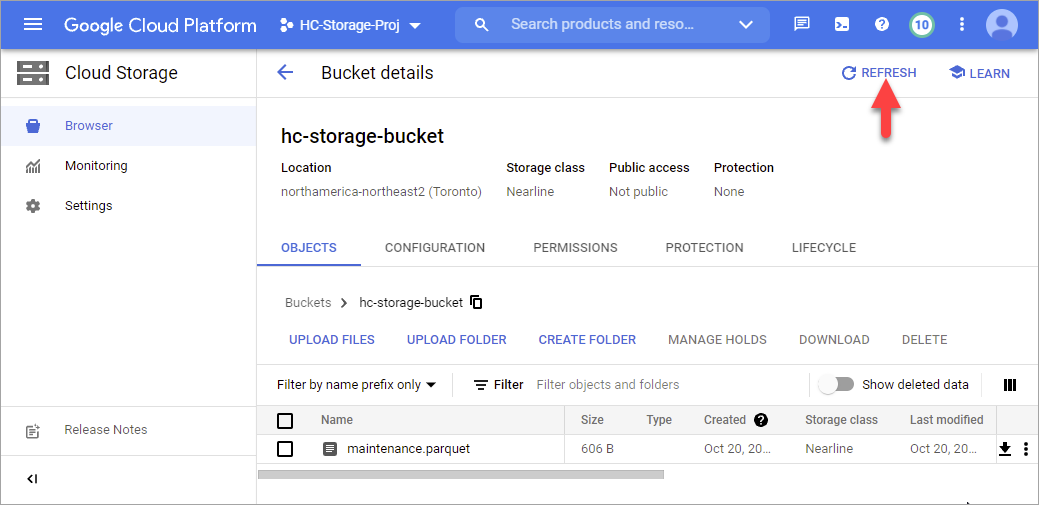 Google Cloud Platform HC-Storage-Proj Search products and reso... 10
Cloud Storage Bucket details REFRESH LEARN
Browser
Monitoring
Settings
Release Notes
hc-storage-bucket
Location Storage class Public access Protection
northamerica-northeast2 (Toronto) Nearline Not public None
OBJECTS CONFIGURATION PERMISSIONS PROTECTION LIFECYCLE
Buckets hc-storage-bucket
UPLOAD FILES UPLOAD FOLDER CREATE FOLDER MANAGE HOLDS DOWNLOAD DELETE
Filter by name prefix only Filter Filter objects and folders Show deleted data
Name Size Type Created Storage class Last modified
maintenance.parquet 606 B Oct 20, 20... Nearline Oct 20, 20...